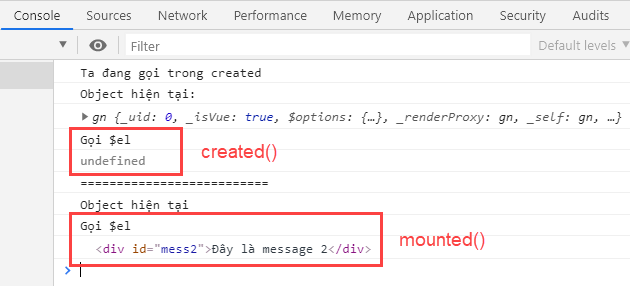 Console Sources Network Performance Memory Application Security Audits
Filter Default levels
Ta đang gọi trong created
Object hiện tại:
gn {_uid: 0, _isVue: true, $options: {…}, _renderProxy: gn, _self: gn, …}
Gọi $el
undefined
created()
===========================
Object hiện tại
Gọi $el
<div id="mess2">Đây là message 2</div>
mounted()